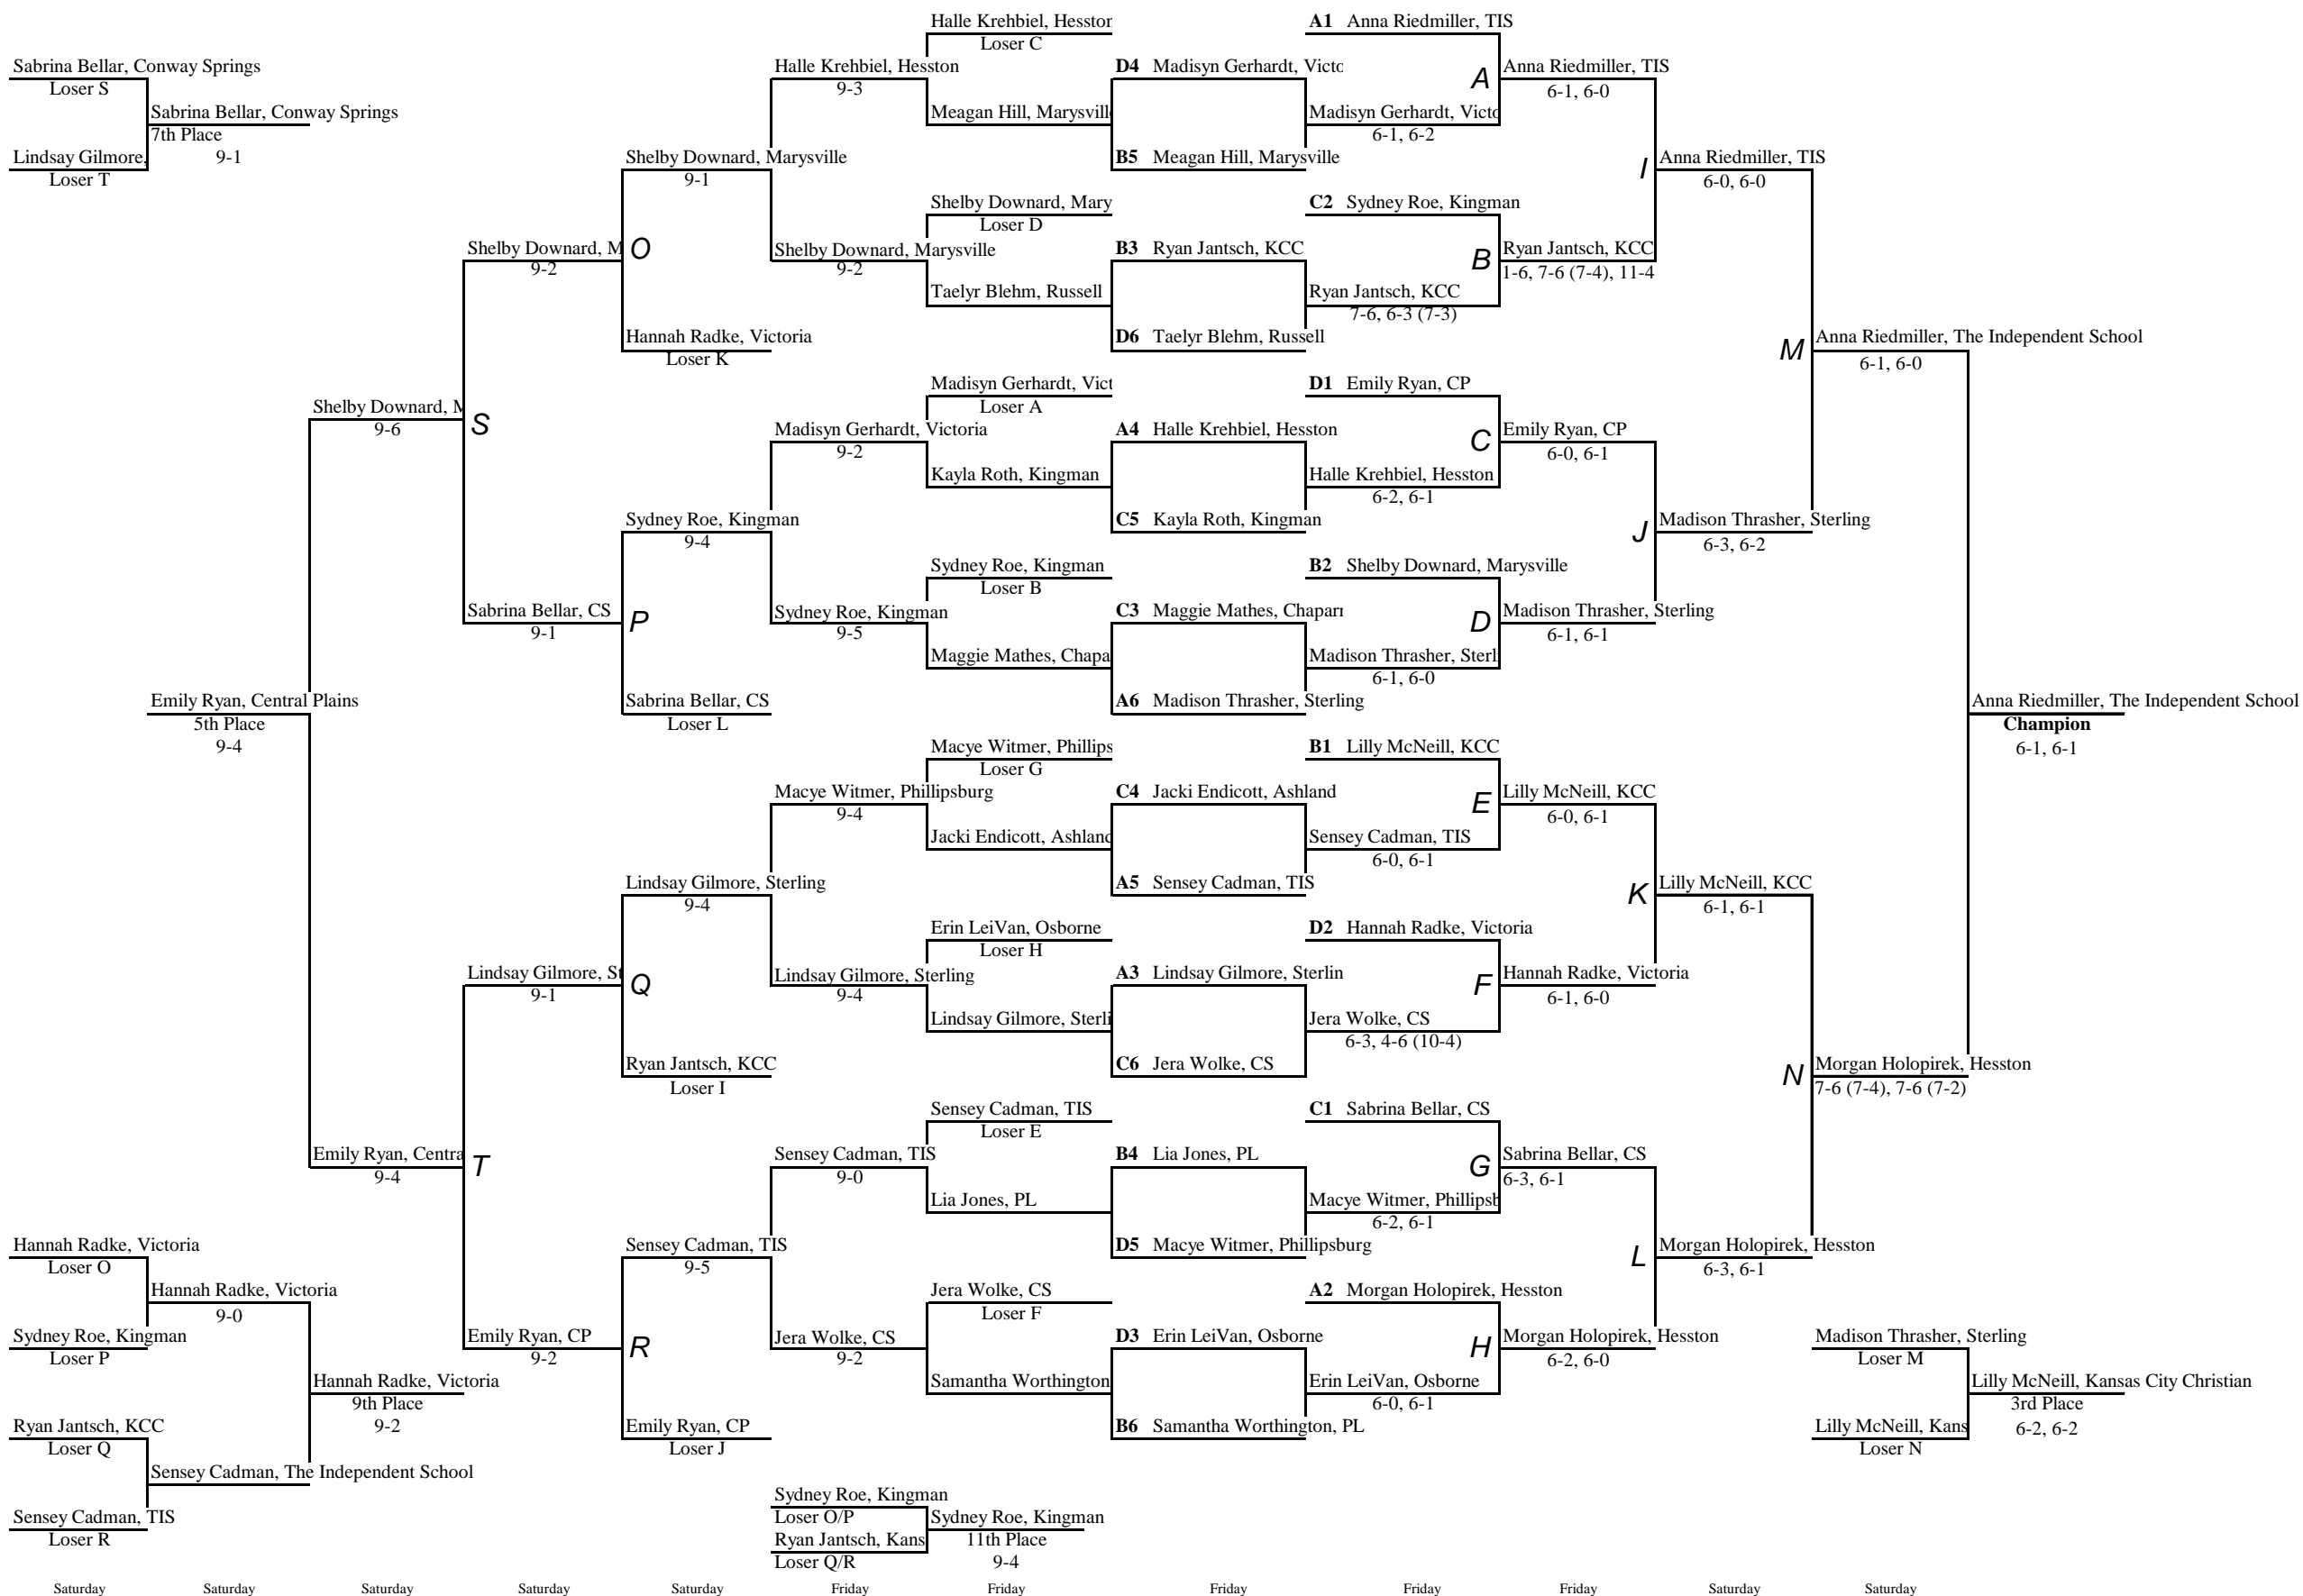 Halle Krehbiel, Hesston
A1 Anna Riedmiller, TIS
Loser C
Sabrina Bellar, Conway Springs
Halle Krehbiel, Hesston
D4 Madisyn Gerhardt, Victo
A
Anna Riedmiller, TIS
Loser S
9-3
6-1, 6-0
Sabrina Bellar, Conway Springs
Meagan Hill, Marysvill
Madisyn Gerhardt, Victo
7th Place
6-1, 6-2
Lindsay Gilmore,
9-1
Shelby Downard, Marysville
B5 Meagan Hill, Marysville
I
Anna Riedmiller, TIS
Loser T
9-1
6-0, 6-0
Shelby Downard, Mary
C2 Sydney Roe, Kingman
Loser D
Shelby Downard, M
O
Shelby Downard, Marysville
B3 Ryan Jantsch, KCC
B
Ryan Jantsch, KCC
9-2
9-2
1-6, 7-6 (7-4), 11-4
Taelyr Blehm, Russell
Ryan Jantsch, KCC
7-6, 6-3 (7-3)
Hannah Radke, Victoria
D6 Taelyr Blehm, Russell
M
Anna Riedmiller, The Independent School
Loser K
6-1, 6-0
Madisyn Gerhardt, Vict
D1 Emily Ryan, CP
Shelby Downard, M
Loser A
9-6
S
Madisyn Gerhardt, Victoria
A4 Halle Krehbiel, Hesston
C
Emily Ryan, CP
9-2
6-0, 6-1
Kayla Roth, Kingman
Halle Krehbiel, Hesston
6-2, 6-1
Sydney Roe, Kingman
C5 Kayla Roth, Kingman
J
Madison Thrasher, Sterling
9-4
6-3, 6-2
Sydney Roe, Kingman
B2 Shelby Downard, Marysville
Loser B
Sabrina Bellar, CS
P
Sydney Roe, Kingman
C3 Maggie Mathes, Chaparr
D
Madison Thrasher, Sterling
9-1
9-5
6-1, 6-1
Maggie Mathes, Chapa
Madison Thrasher, Sterl
6-1, 6-0
Emily Ryan, Central Plains
Sabrina Bellar, CS
A6 Madison Thrasher, Sterling
Anna Riedmiller, The Independent School
5th Place
Loser L
Champion
9-4
Macye Witmer, Phillips
B1 Lilly McNeill, KCC
6-1, 6-1
Loser G
Macye Witmer, Phillipsburg
C4 Jacki Endicott, Ashland
E
Lilly McNeill, KCC
9-4
6-0, 6-1
Jacki Endicott, Ashland
Sensey Cadman, TIS
6-0, 6-1
Lindsay Gilmore, Sterling
A5 Sensey Cadman, TIS
K
Lilly McNeill, KCC
9-4
6-1, 6-1
Erin LeiVan, Osborne
D2 Hannah Radke, Victoria
Loser H
Lindsay Gilmore, St
Q
Lindsay Gilmore, Sterling
A3 Lindsay Gilmore, Sterlin
F
Hannah Radke, Victoria
9-1
9-4
6-1, 6-0
Lindsay Gilmore, Sterli
Jera Wolke, CS
6-3, 4-6 (10-4)
Ryan Jantsch, KCC
C6 Jera Wolke, CS
N
Morgan Holopirek, Hesston
Loser I
7-6 (7-4), 7-6 (7-2)
Sensey Cadman, TIS
C1 Sabrina Bellar, CS
Loser E
Emily Ryan, Centra
T
Sensey Cadman, TIS
B4 Lia Jones, PL
G
Sabrina Bellar, CS
9-4
9-0
6-3, 6-1
Lia Jones, PL
Macye Witmer, Phillipsb
6-2, 6-1
Hannah Radke, Victoria
Sensey Cadman, TIS
D5 Macye Witmer, Phillipsburg
L
Morgan Holopirek, Hesston
Loser O
9-5
6-3, 6-1
Hannah Radke, Victoria
Jera Wolke, CS
A2 Morgan Holopirek, Hesston
9-0
Loser F
Sydney Roe, Kingman
Emily Ryan, CP
R
Jera Wolke, CS
D3 Erin LeiVan, Osborne
H
Morgan Holopirek, Hesston
Madison Thrasher, Sterling
Loser P
9-2
9-2
6-2, 6-0
Loser M
Hannah Radke, Victoria
Samantha Worthington
Erin LeiVan, Osborne
Lilly McNeill, Kansas City Christian
9th Place
6-0, 6-1
3rd Place
Ryan Jantsch, KCC
9-2
Emily Ryan, CP
B6 Samantha Worthington, PL
Lilly McNeill, Kans
6-2, 6-2
Loser Q
Loser J
Loser N
Sensey Cadman, The Independent School
Sydney Roe, Kingman
Sensey Cadman, TIS
Loser O/P
Sydney Roe, Kingman
Loser R
Ryan Jantsch, Kans
11th Place
Loser Q/R
9-4
Saturday Saturday Saturday Saturday Saturday Friday Friday Friday Friday Friday Saturday Saturday